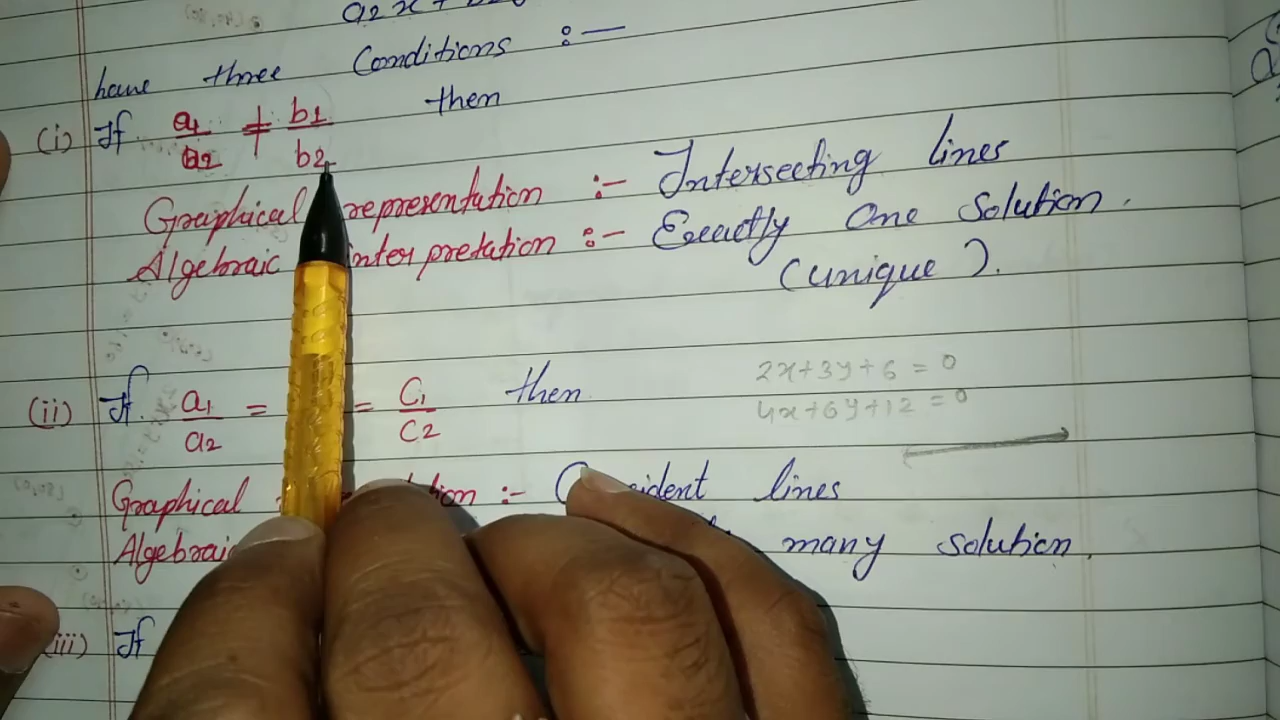 a2x +
have three Conditions :—
(i) If a1/a2 ≠ b1/b2 then
Graphical representation :- Intersecting lines
Algebraic interpretation :- Exactly One Solution.
(unique).
2x+3y+6 = 0
(ii) If a1/a2 = = C1/C2 then
4x+6y+12 = 0
Graphical :- lines
many solution.
(iii) If